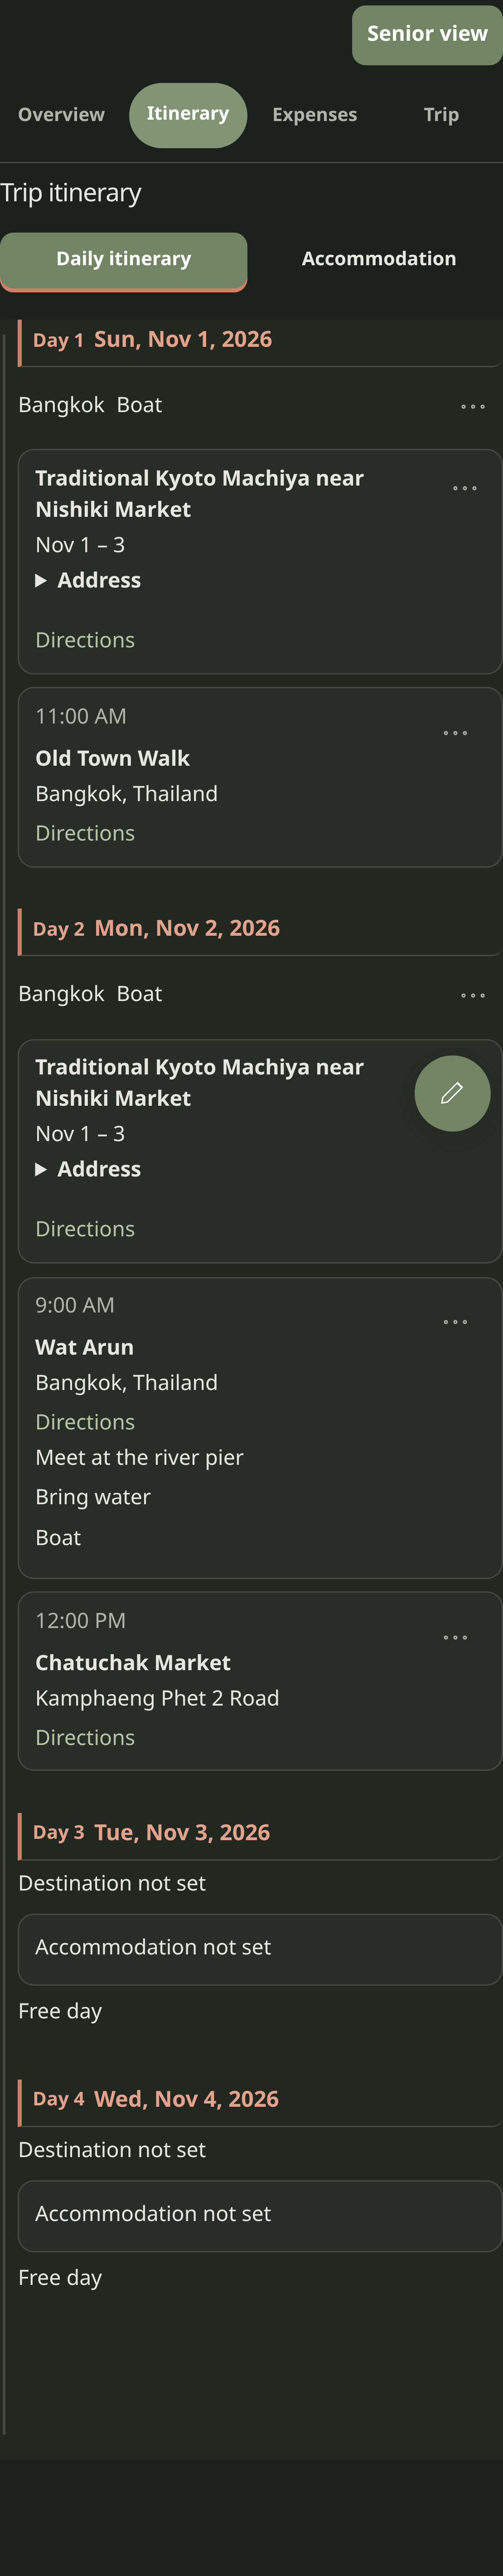 Senior view
Overview Itinerary Expenses Trip
Trip itinerary
Daily itinerary Accommodation
Day 1 Sun, Nov 1, 2026
Bangkok Boat
Traditional Kyoto Machiya near
Nishiki Market
Nov 1 – 3
Address
Directions
11:00 AM
Old Town Walk
Bangkok, Thailand
Directions
Day 2 Mon, Nov 2, 2026
Bangkok Boat
Traditional Kyoto Machiya near
Nishiki Market
Nov 1 – 3
Address
Directions
9:00 AM
Wat Arun
Bangkok, Thailand
Directions
Meet at the river pier
Bring water
Boat
12:00 PM
Chatuchak Market
Kamphaeng Phet 2 Road
Directions
Day 3 Tue, Nov 3, 2026
Destination not set
Accommodation not set
Free day
Day 4 Wed, Nov 4, 2026
Destination not set
Accommodation not set
Free day